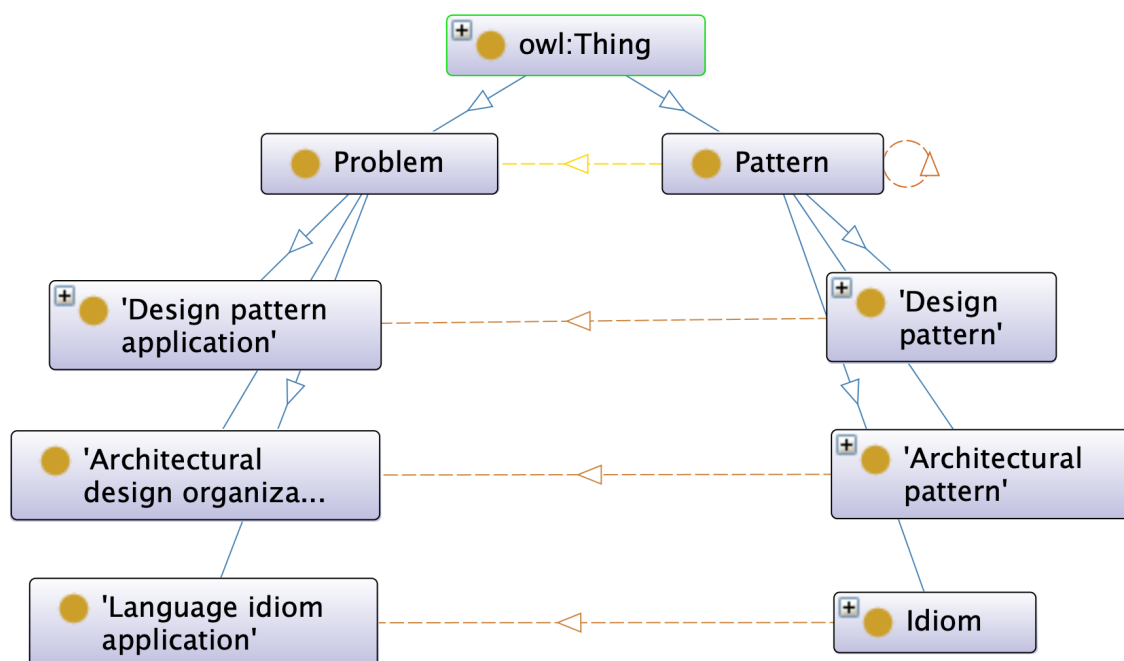 owl:Thing
Problem
Pattern
'Design pattern
application'
'Design
pattern'
'Architectural
design organiza...
'Architectural
pattern'
'Language idiom
application'
Idiom